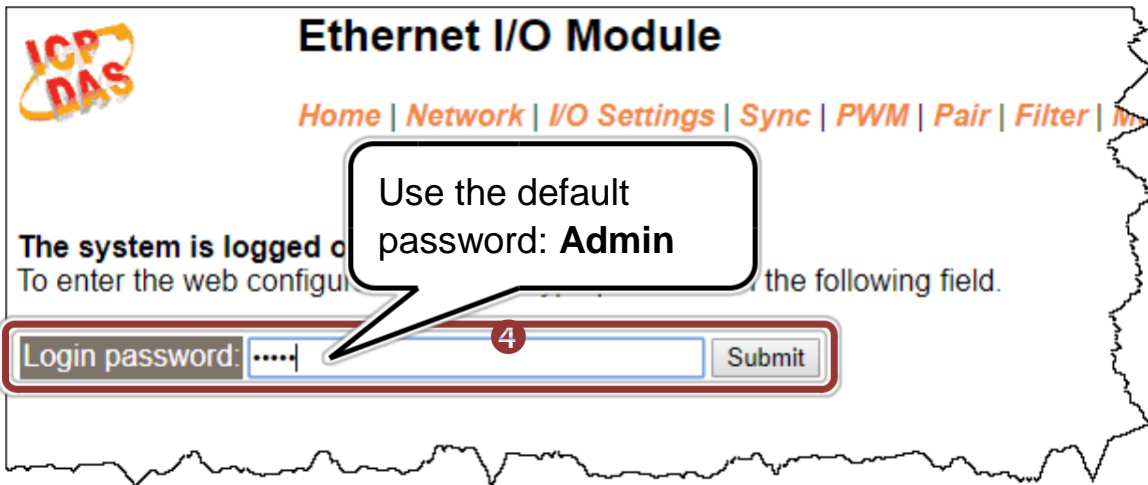 ICP
DAS
Ethernet I/O Module
Home | Network | I/O Settings | Sync | PWM | Pair | Filter |
Use the default
password: Admin
The system is logged
To enter the web the following field.
4
Login password: ••••• Submit